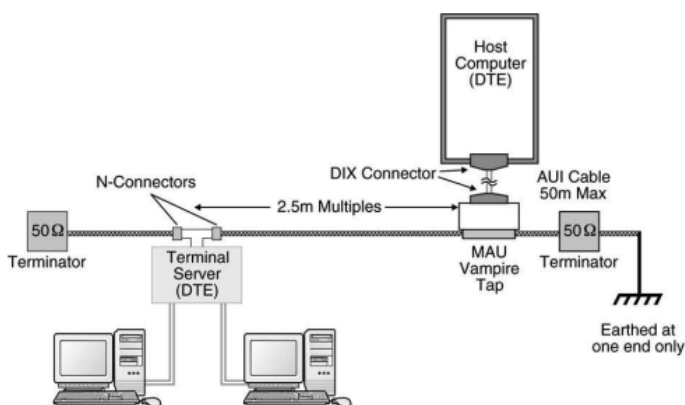 Host
Computer
(DTE)
DIX Connector
AUI Cable
50m Max
N-Connectors
2.5m Multiples
50Ω
Terminator
Terminal
Server
(DTE)
MAU
Vampire
Tap
50Ω
Terminator
Earthed at
one end only